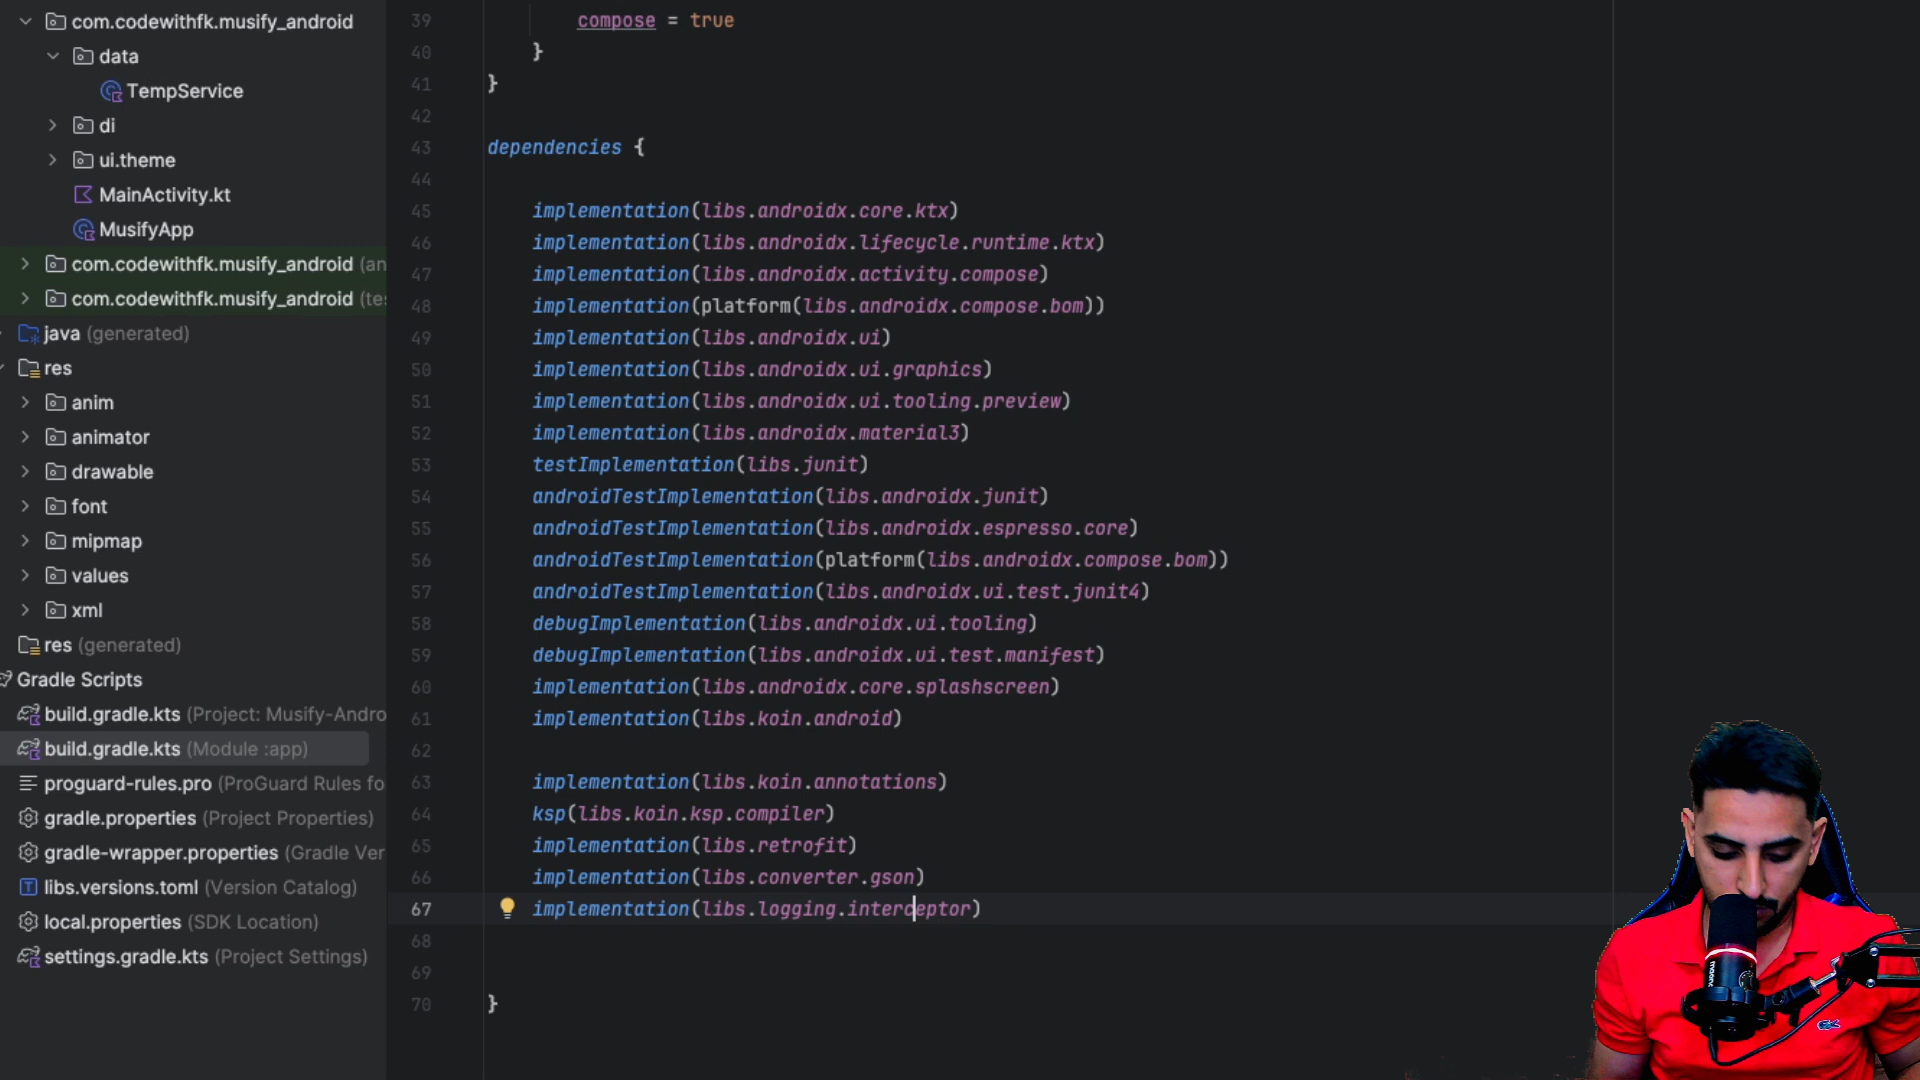 com.codewithfk.musify_android
data
TempService
di
ui.theme
MainActivity.kt
MusifyApp
com.codewithfk.musify_android (an
com.codewithfk.musify_android (tes
java (generated)
res
anim
animator
drawable
font
mipmap
values
xml
res (generated)
Gradle Scripts
build.gradle.kts (Project: Musify-Andro
build.gradle.kts (Module :app)
proguard-rules.pro (ProGuard Rules fo
gradle.properties (Project Properties)
gradle-wrapper.properties (Gradle Ver
libs.versions.toml (Version Catalog)
local.properties (SDK Location)
settings.gradle.kts (Project Settings)
39 compose = true
40 }
41 }
42
43 dependencies {
44
45 implementation(libs.androidx.core.ktx)
46 implementation(libs.androidx.lifecycle.runtime.ktx)
47 implementation(libs.androidx.activity.compose)
48 implementation(platform(libs.androidx.compose.bom))
49 implementation(libs.androidx.ui)
50 implementation(libs.androidx.ui.graphics)
51 implementation(libs.androidx.ui.tooling.preview)
52 implementation(libs.androidx.material3)
53 testImplementation(libs.junit)
54 androidTestImplementation(libs.androidx.junit)
55 androidTestImplementation(libs.androidx.espresso.core)
56 androidTestImplementation(platform(libs.androidx.compose.bom))
57 androidTestImplementation(libs.androidx.ui.test.junit4)
58 debugImplementation(libs.androidx.ui.tooling)
59 debugImplementation(libs.androidx.ui.test.manifest)
60 implementation(libs.androidx.core.splashscreen)
61 implementation(libs.koin.android)
62
63 implementation(libs.koin.annotations)
64 ksp(libs.koin.ksp.compiler)
65 implementation(libs.retrofit)
66 implementation(libs.converter.gson)
67 implementation(libs.logging.interceptor)
68
69
70 }